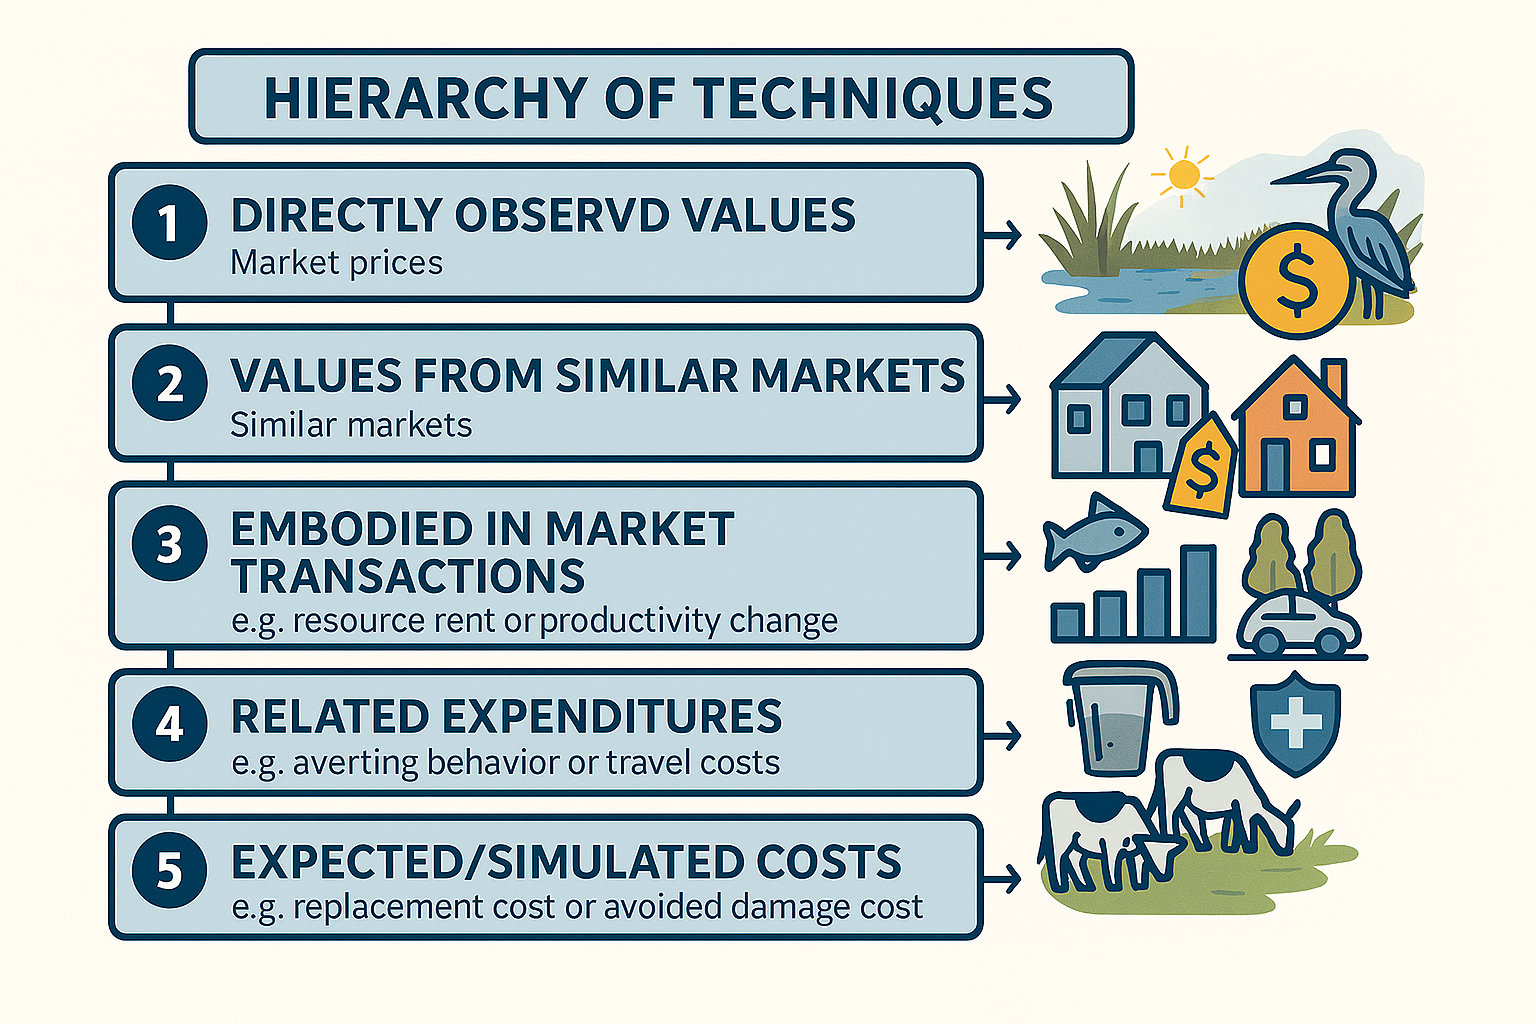 HIERARCHY OF TECHNIQUES
1 DIRECTLY OBSERVD VALUES
Market prices
2 VALUES FROM SIMILAR MARKETS
Similar markets
3 EMBODIED IN MARKET
TRANSACTIONS
e.g. resource rent or productivity change
4 RELATED EXPENDITURES
e.g. averting behavior or travel costs
5 EXPECTED/SIMULATED COSTS
e.g. replacement cost or avoided damage cost
$
$